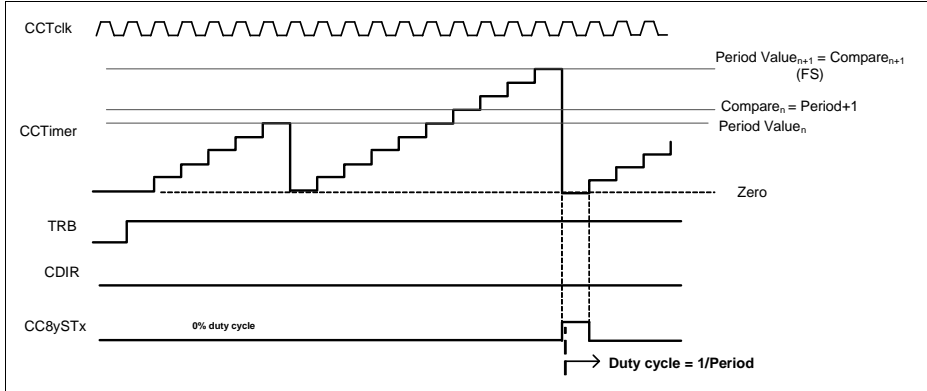 CCTclk
Period Valueₙ₊₁ = Compareₙ₊₁
(FS)
Compareₙ = Period+1
CCTimer
Period Valueₙ
Zero
TRB
CDIR
CC8ySTx
0% duty cycle
Duty cycle = 1/Period